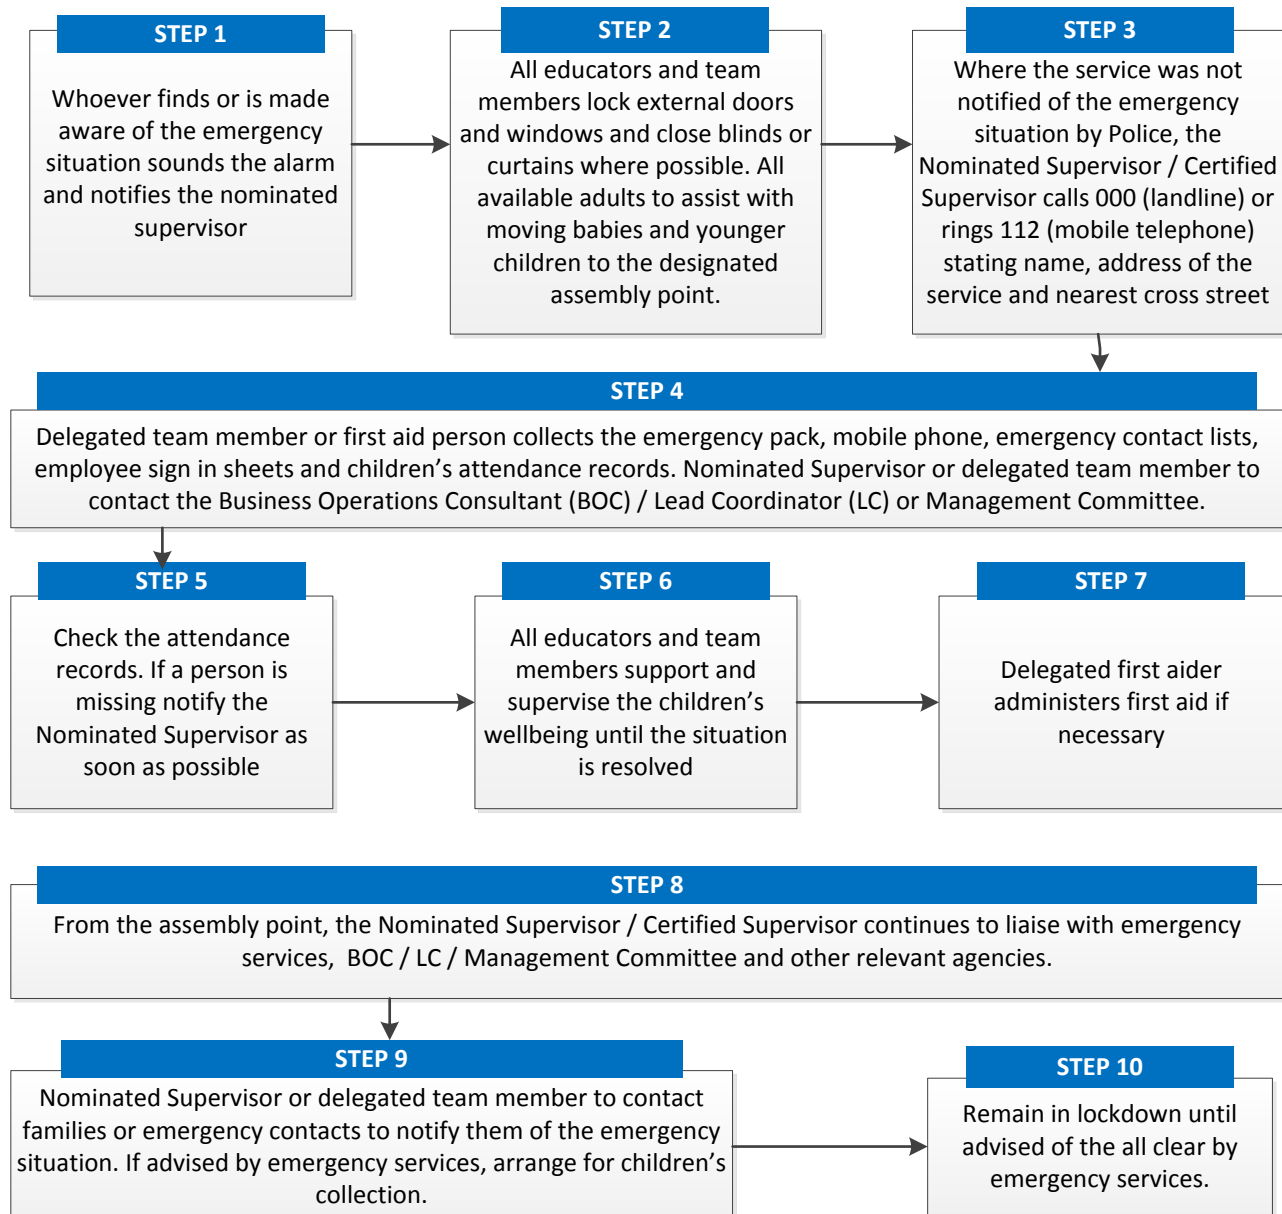 STEP 1
Whoever finds or is made
aware of the emergency
situation sounds the alarm
and notifies the nominated
supervisor
STEP 2
All educators and team
members lock external doors
and windows and close blinds or
curtains where possible. All
available adults to assist with
moving babies and younger
children to the designated
assembly point.
STEP 3
Where the service was not
notified of the emergency
situation by Police, the
Nominated Supervisor / Certified
Supervisor calls 000 (landline) or
rings 112 (mobile telephone)
stating name, address of the
service and nearest cross street
STEP 4
Delegated team member or first aid person collects the emergency pack, mobile phone, emergency contact lists,
employee sign in sheets and children’s attendance records. Nominated Supervisor or delegated team member to
contact the Business Operations Consultant (BOC) / Lead Coordinator (LC) or Management Committee.
STEP 5
Check the attendance
records. If a person is
missing notify the
Nominated Supervisor as
soon as possible
STEP 6
All educators and team
members support and
supervise the children’s
wellbeing until the situation
is resolved
STEP 7
Delegated first aider
administers first aid if
necessary
STEP 8
From the assembly point, the Nominated Supervisor / Certified Supervisor continues to liaise with emergency
services,  BOC / LC / Management Committee and other relevant agencies.
STEP 9
Nominated Supervisor or delegated team member to contact
families or emergency contacts to notify them of the emergency
situation. If advised by emergency services, arrange for children’s
collection.
STEP 10
Remain in lockdown until
advised of the all clear by
emergency services.